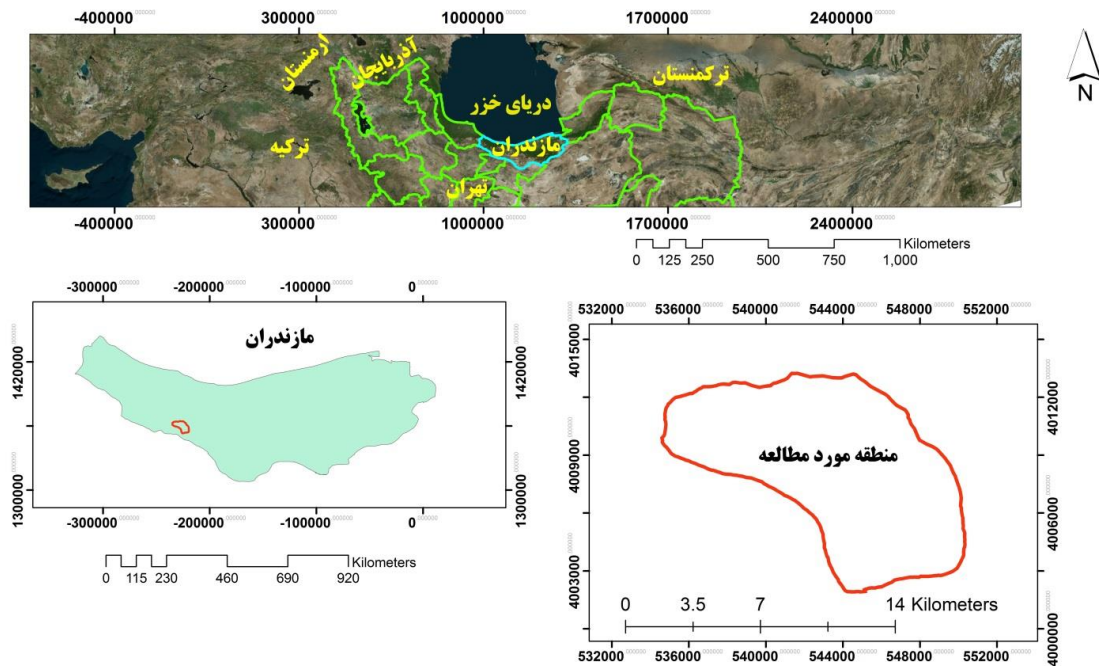 -400000 300000 1000000 1700000 2400000
ارمنستان
آذربایجان
ترکمنستان
دریای خزر
ترکیه
مازندران
تهران
N
-400000 300000 1000000 1700000 2400000
Kilometers
0 125 250 500 750 1,000
-300000 -200000 -100000 0
مازندران
1420000 1420000
1300000 1300000
-300000 -200000 -100000 0
Kilometers
0 115 230 460 690 920
532000 536000 540000 544000 548000 552000
4015000
4012000
منطقه مورد مطالعه
4009000
4006000
4003000
4000000
0 3.5 7 14 Kilometers
532000 536000 540000 544000 548000 552000